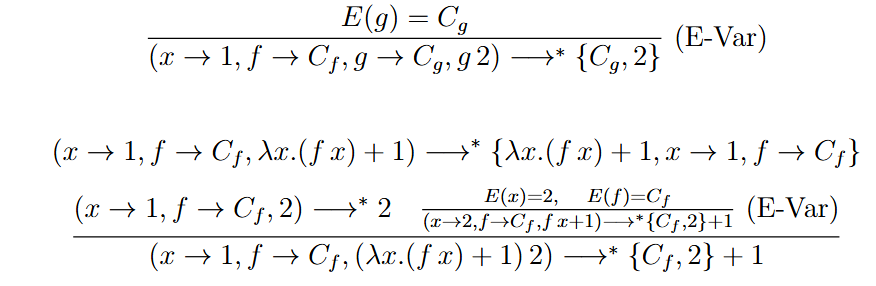 E(g) = C_g
(x → 1, f → C_f, g → C_g, g 2) ⟶* {C_g, 2} (E-Var)
(x → 1, f → C_f, λx.(f x) + 1) ⟶* {λx.(f x) + 1, x → 1, f → C_f}
(x → 1, f → C_f, 2) ⟶* 2 E(x)=2, E(f)=C_f
(x→2,f→C_f,f x+1)⟶*{C_f,2}+1 (E-Var)
(x → 1, f → C_f, (λx.(f x) + 1) 2) ⟶* {C_f, 2} + 1